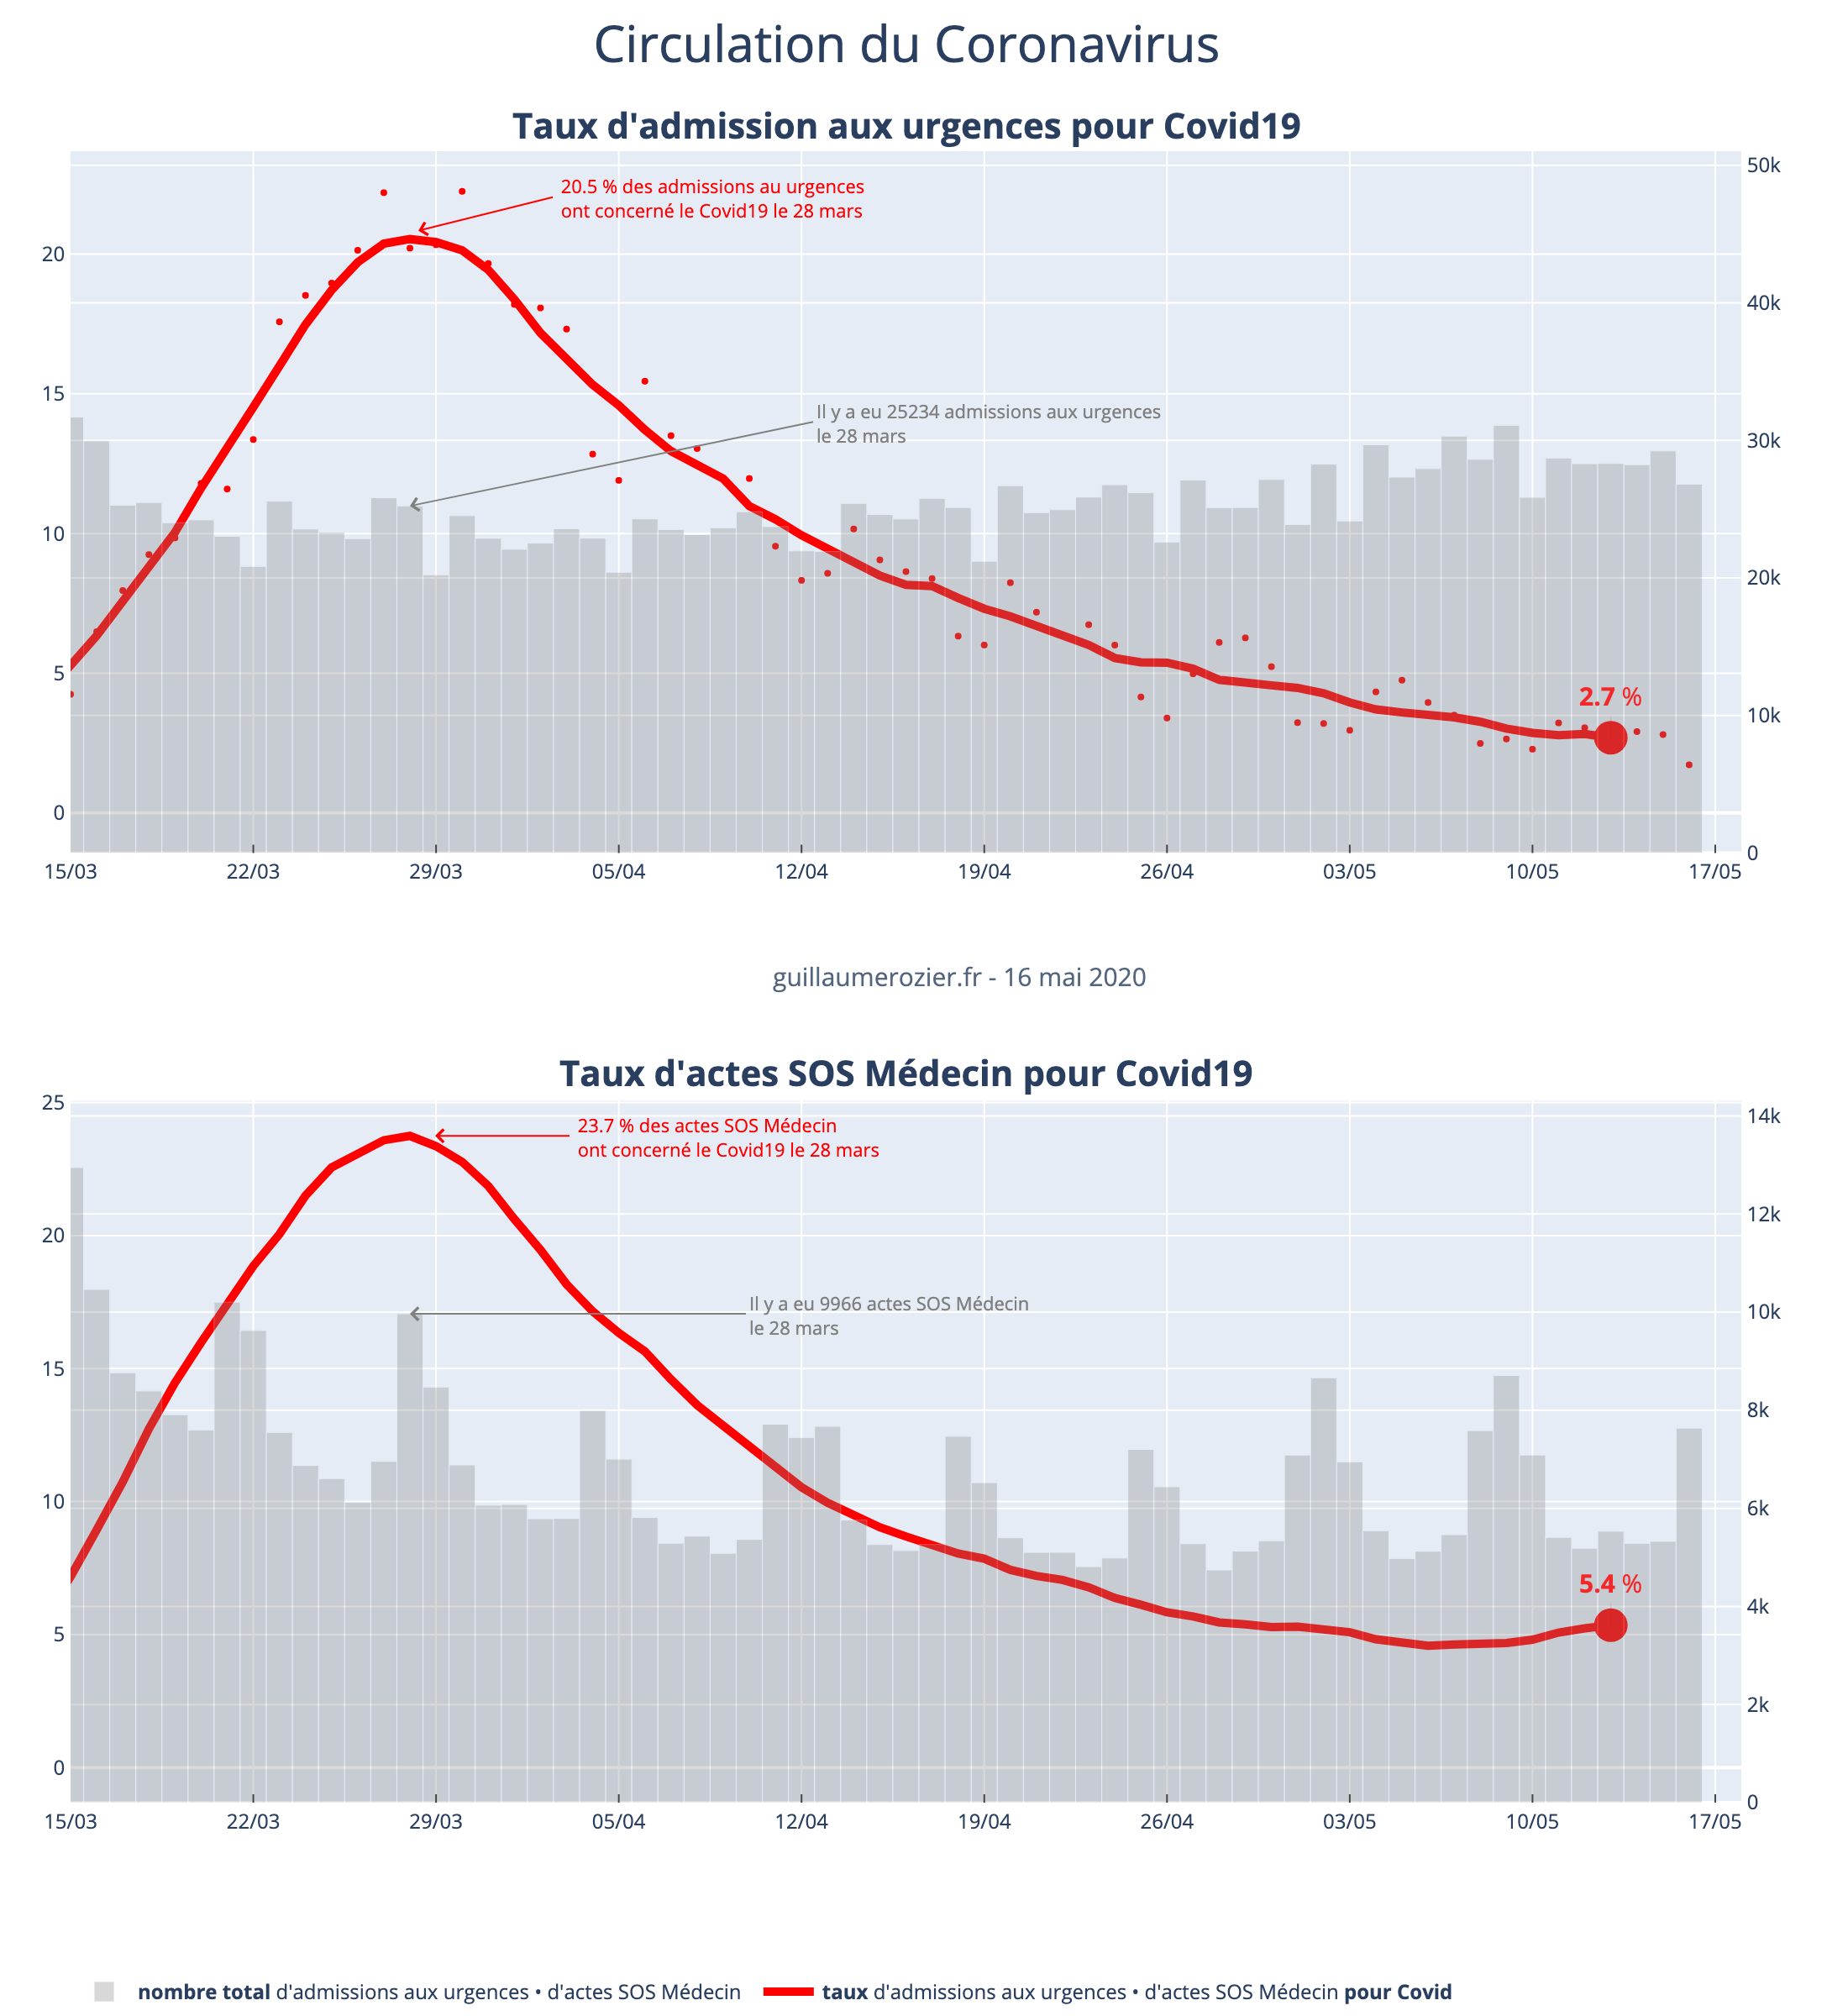 Circulation du Coronavirus
Taux d'admission aux urgences pour Covid19
20.5 % des admissions au urgences
ont concerné le Covid19 le 28 mars
Il y a eu 25234 admissions aux urgences
le 28 mars
2.7 %
20
15
10
5
0
50k
40k
30k
20k
10k
0
15/03 22/03 29/03 05/04 12/04 19/04 26/04 03/05 10/05 17/05
guillaumerozier.fr - 16 mai 2020
Taux d'actes SOS Médecin pour Covid19
23.7 % des actes SOS Médecin
ont concerné le Covid19 le 28 mars
Il y a eu 9966 actes SOS Médecin
le 28 mars
5.4 %
25
20
15
10
5
0
14k
12k
10k
8k
6k
4k
2k
0
15/03 22/03 29/03 05/04 12/04 19/04 26/04 03/05 10/05 17/05
nombre total d'admissions aux urgences • d'actes SOS Médecin
taux d'admissions aux urgences • d'actes SOS Médecin pour Covid